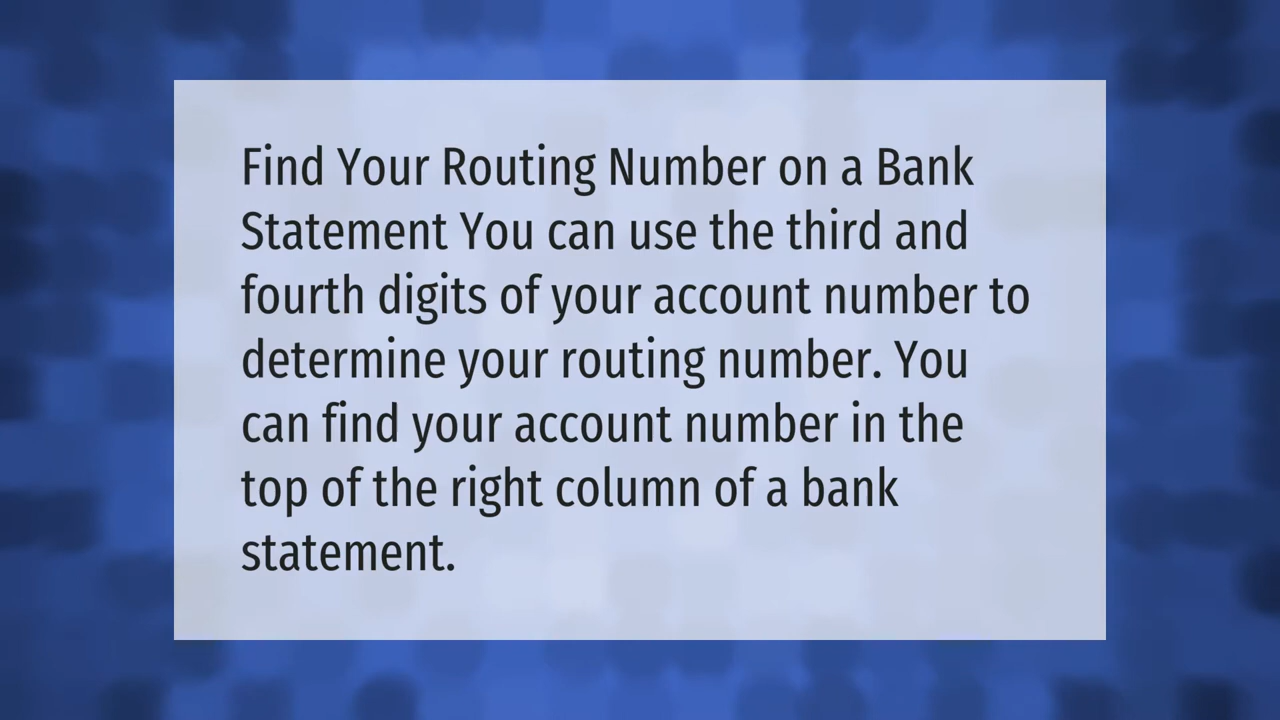 Find Your Routing Number on a Bank
Statement You can use the third and
fourth digits of your account number to
determine your routing number. You
can find your account number in the
top of the right column of a bank
statement.